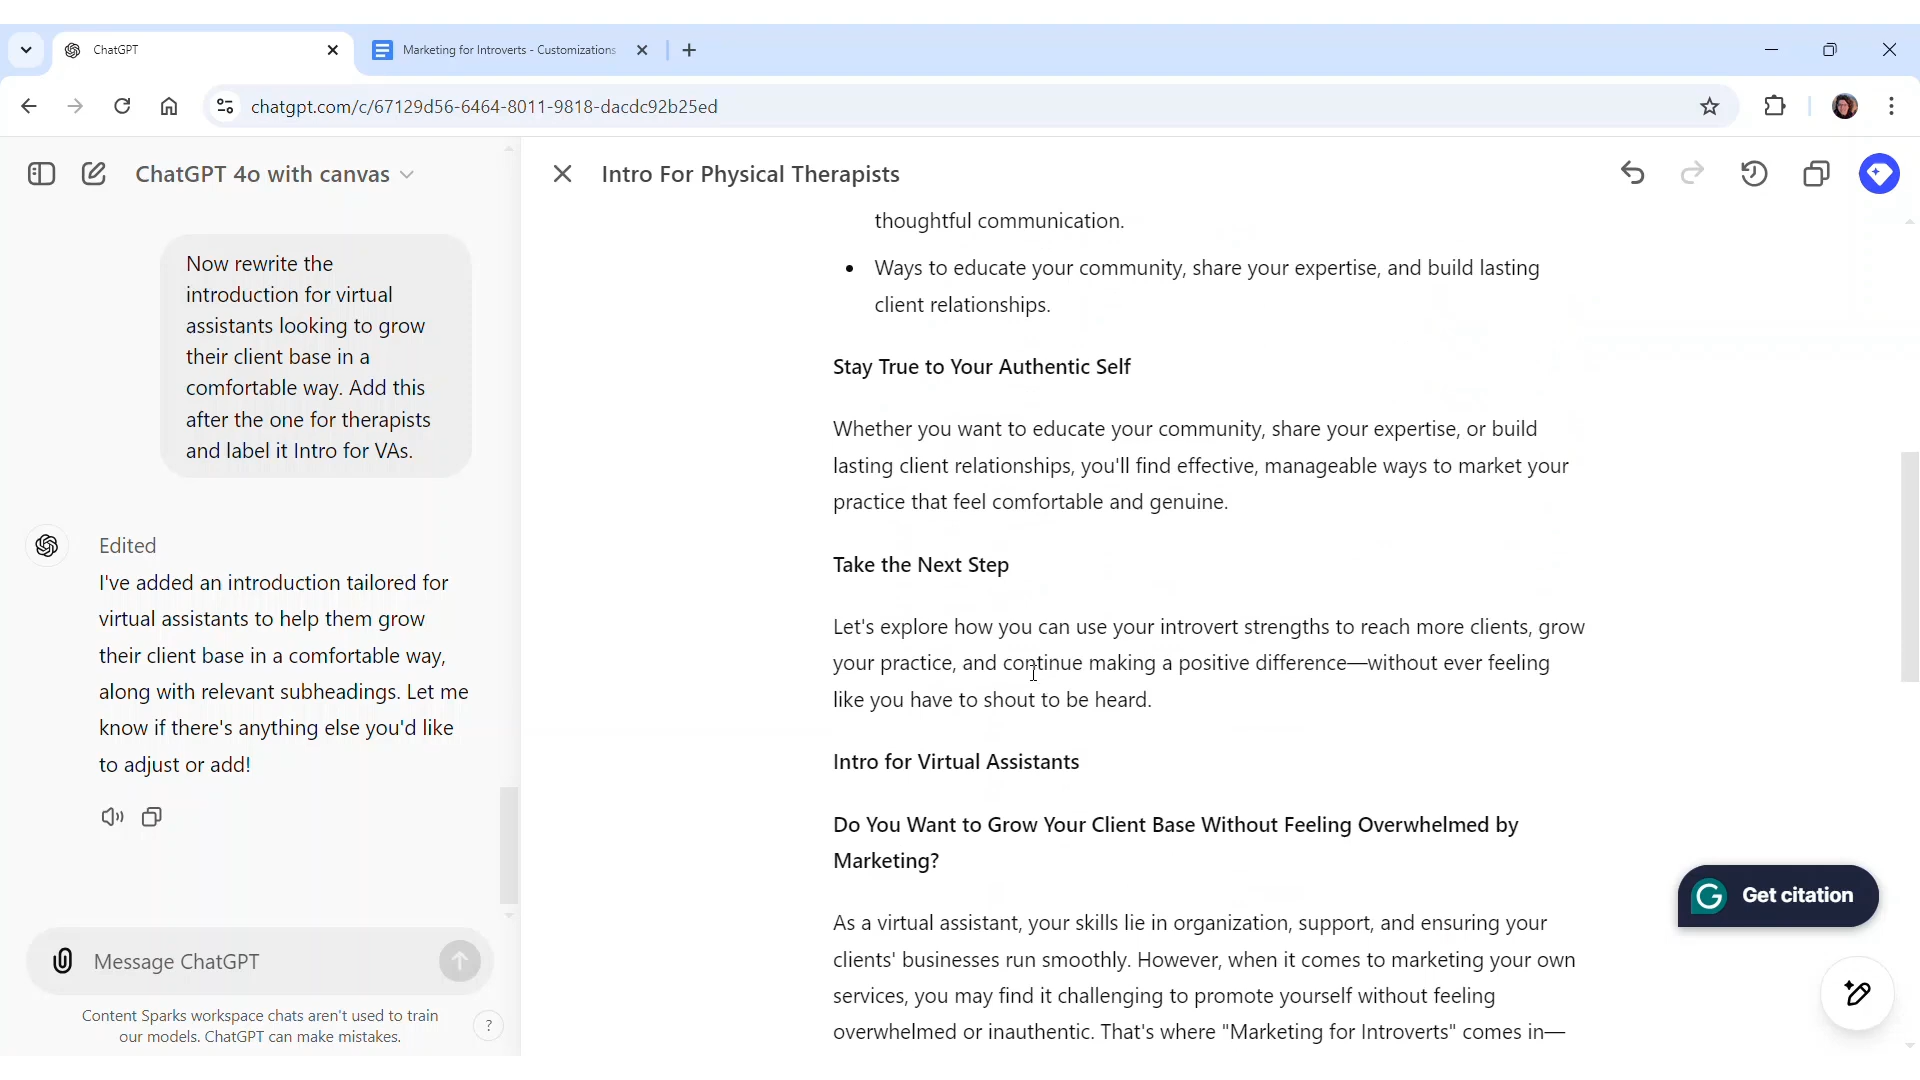 ChatGPT
Marketing for Introverts - Customizations
chatgpt.com/c/67129d56-6464-8011-9818-dacdc92b25ed
ChatGPT 4o with canvas
Now rewrite the
introduction for virtual
assistants looking to grow
their client base in a
comfortable way. Add this
after the one for therapists
and label it Intro for VAs.
Edited
I've added an introduction tailored for
virtual assistants to help them grow
their client base in a comfortable way,
along with relevant subheadings. Let me
know if there's anything else you'd like
to adjust or add!
Message ChatGPT
Content Sparks workspace chats aren't used to train
our models. ChatGPT can make mistakes.
?
Intro For Physical Therapists
thoughtful communication.
• Ways to educate your community, share your expertise, and build lasting
client relationships.
Stay True to Your Authentic Self
Whether you want to educate your community, share your expertise, or build
lasting client relationships, you'll find effective, manageable ways to market your
practice that feel comfortable and genuine.
Take the Next Step
Let's explore how you can use your introvert strengths to reach more clients, grow
your practice, and continue making a positive difference—without ever feeling
like you have to shout to be heard.
Intro for Virtual Assistants
Do You Want to Grow Your Client Base Without Feeling Overwhelmed by
Marketing?
As a virtual assistant, your skills lie in organization, support, and ensuring your
clients' businesses run smoothly. However, when it comes to marketing your own
services, you may find it challenging to promote yourself without feeling
overwhelmed or inauthentic. That's where "Marketing for Introverts" comes in—
Get citation